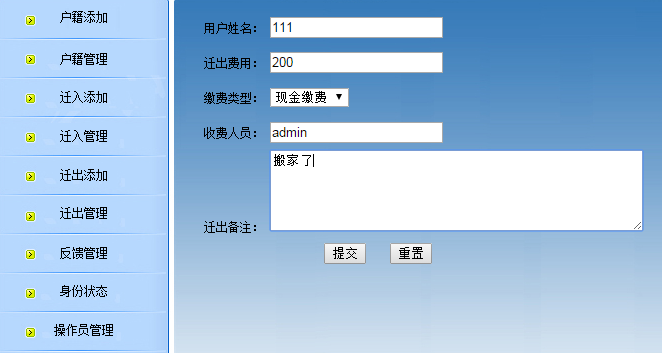 户籍添加
户籍管理
迁入添加
迁入管理
迁出添加
迁出管理
反馈管理
身份状态
操作员管理
用户姓名： 111
迁出费用： 200
缴费类型： 现金缴费
收费人员： admin
迁出备注： 搬家了
提交 重置